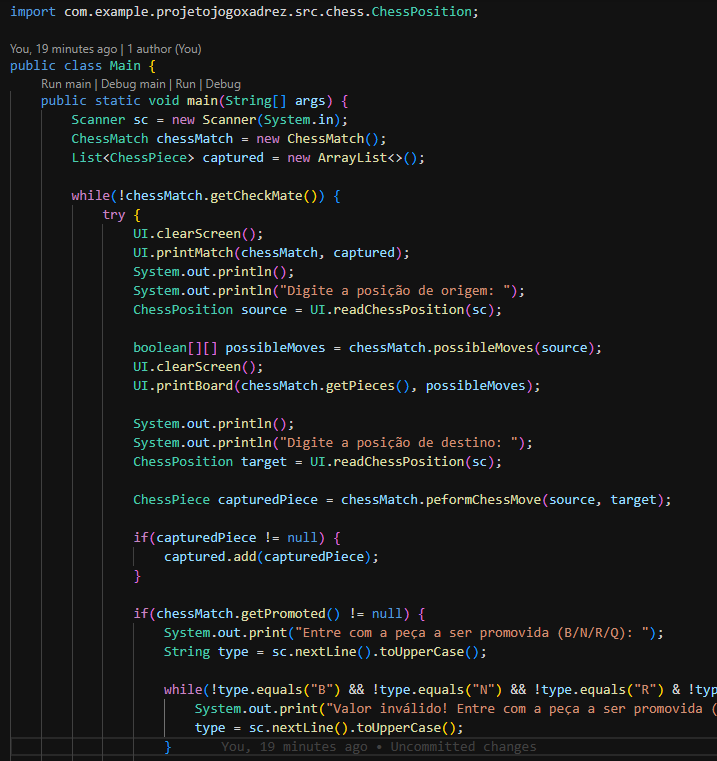 import com.example.projetojogoxadrez.src.chess.ChessPosition;
You, 19 minutes ago | 1 author (You)
public class Main {
Run main | Debug main | Run | Debug
public static void main(String[] args) {
Scanner sc = new Scanner(System.in);
ChessMatch chessMatch = new ChessMatch();
List<ChessPiece> captured = new ArrayList<>();
while(!chessMatch.getCheckMate()) {
try {
UI.clearScreen();
UI.printMatch(chessMatch, captured);
System.out.println();
System.out.println("Digite a posição de origem: ");
ChessPosition source = UI.readChessPosition(sc);
boolean[][] possibleMoves = chessMatch.possibleMoves(source);
UI.clearScreen();
UI.printBoard(chessMatch.getPieces(), possibleMoves);
System.out.println();
System.out.println("Digite a posição de destino: ");
ChessPosition target = UI.readChessPosition(sc);
ChessPiece capturedPiece = chessMatch.peformChessMove(source, target);
if(capturedPiece != null) {
captured.add(capturedPiece);
}
if(chessMatch.getPromoted() != null) {
System.out.print("Entre com a peça a ser promovida (B/N/R/Q): ");
String type = sc.nextLine().toUpperCase();
while(!type.equals("B") && !type.equals("N") && !type.equals("R") & !typ
System.out.print("Valor inválido! Entre com a peça a ser promovida (
type = sc.nextLine().toUpperCase();
} You, 19 minutes ago • Uncommitted changes